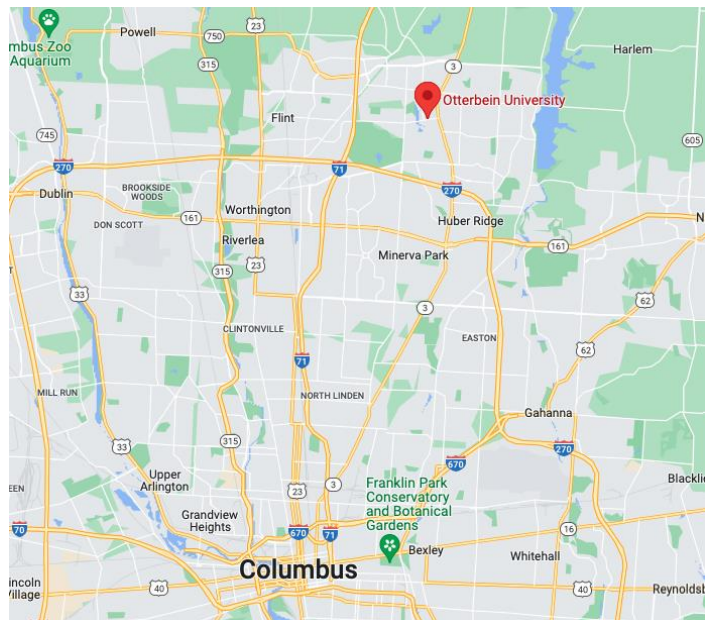 23
mbus Zoo
Aquarium
Powell
750
315
3
Harlem
Otterbein University
Flint
745
605
270
71
270
Dublin
BROOKSIDE
WOODS
161
Worthington
Huber Ridge
DON SCOTT
Riverlea
161
Minerva Park
315
23
33
62
3
CLINTONVILLE
EASTON
62
71
MILL RUN
NORTH LINDEN
Gahanna
33
315
270
670
Upper
Arlington
23
3
Franklin Park
Conservatory
and Botanical
Gardens
Blackli
EEN
Grandview
Heights
70
670
71
16
Bexley
Whitehall
Columbus
incoln
Village
40
40
Reynoldsb